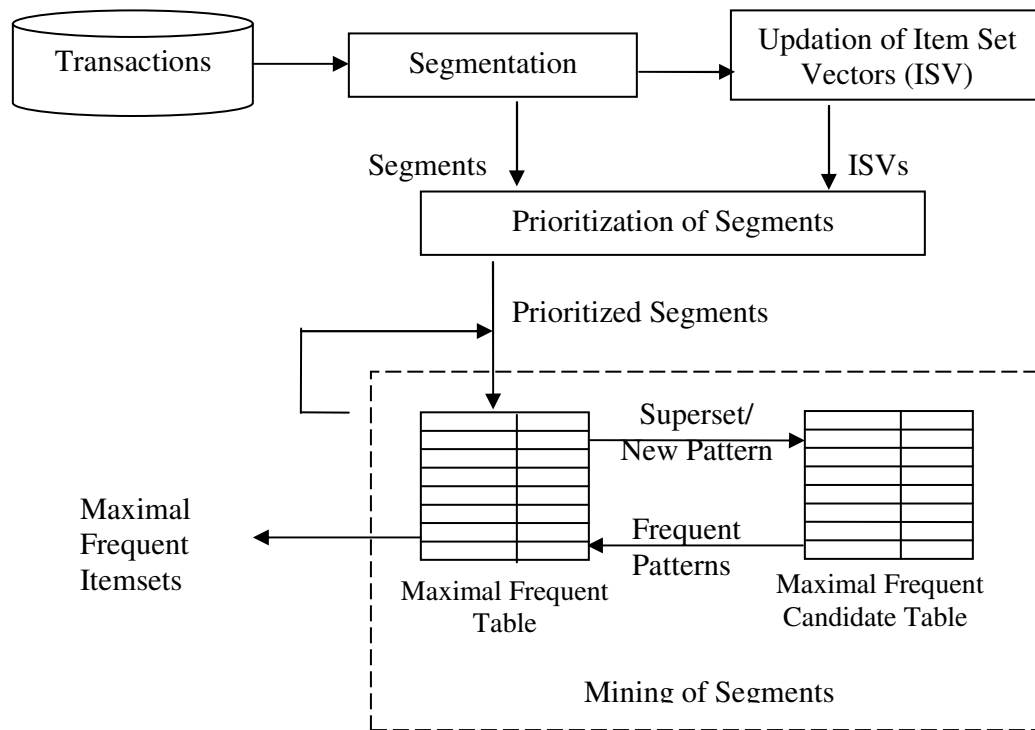 Transactions
Segmentation
Updation of Item Set
Vectors (ISV)
Segments
ISVs
Prioritization of Segments
Prioritized Segments
Superset/
New Pattern
Maximal
Frequent
Itemsets
Frequent
Patterns
Maximal Frequent
Table
Maximal Frequent
Candidate Table
Mining of Segments